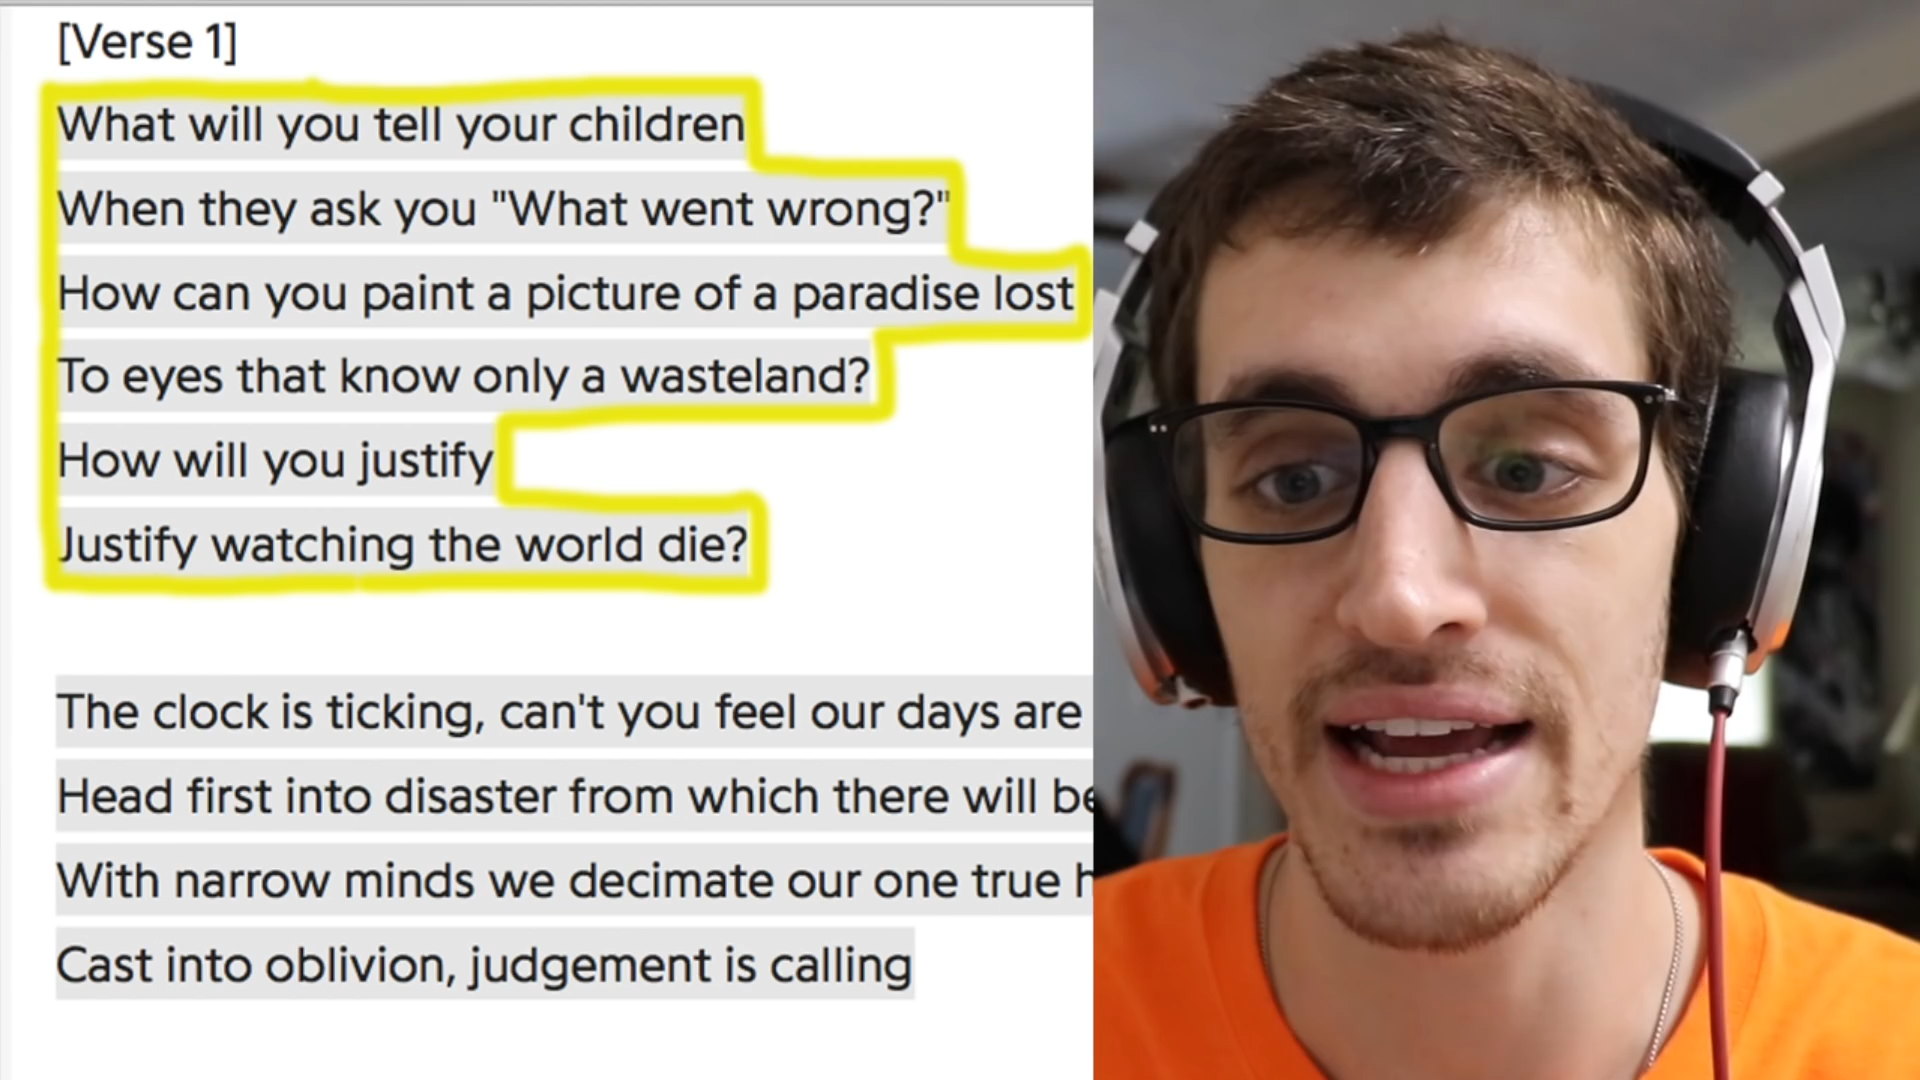 [Verse 1]
What will you tell your children
When they ask you "What went wrong?"
How can you paint a picture of a paradise lost
To eyes that know only a wasteland?
How will you justify
Justify watching the world die?
The clock is ticking, can't you feel our days are
Head first into disaster from which there will be
With narrow minds we decimate our one true
Cast into oblivion, judgement is calling